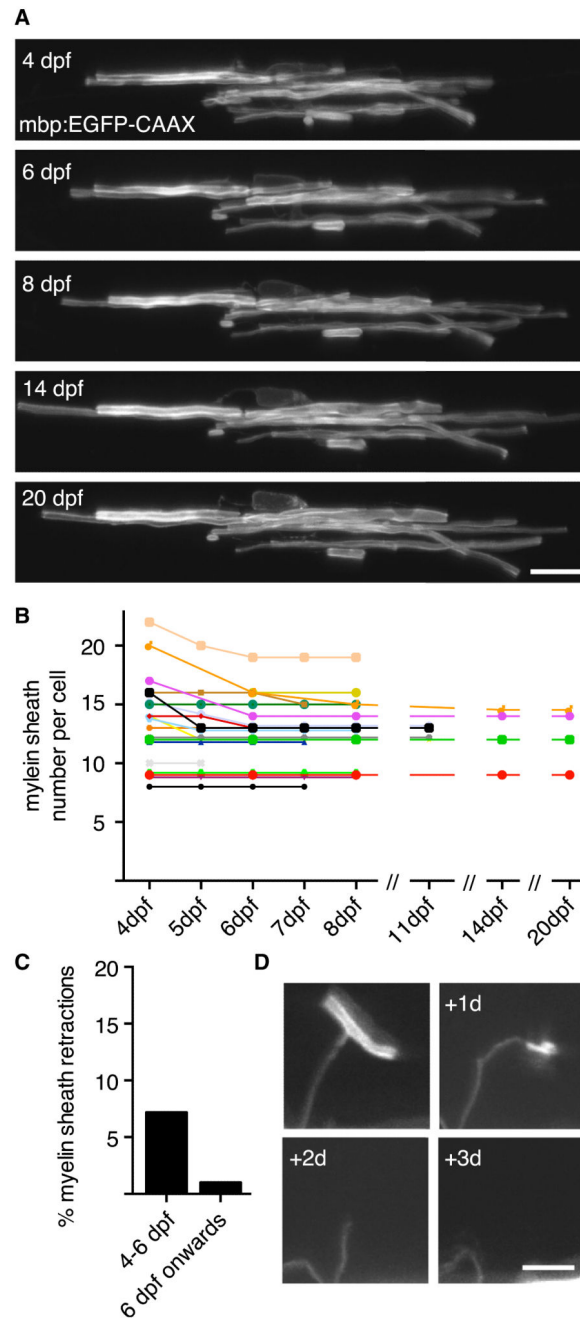 A
4 dpf
mbp:EGFP-CAAX
6 dpf
8 dpf
14 dpf
20 dpf
B
mylein sheath
number per cell
20
15
10
5
4dpf
5dpf
6dpf
7dpf
8dpf
//
11dpf
//
14dpf
//
20dpf
C
% myelin sheath retractions
20
15
10
5
4-6 dpf
6 dpf onwards
D
+1d
+2d
+3d